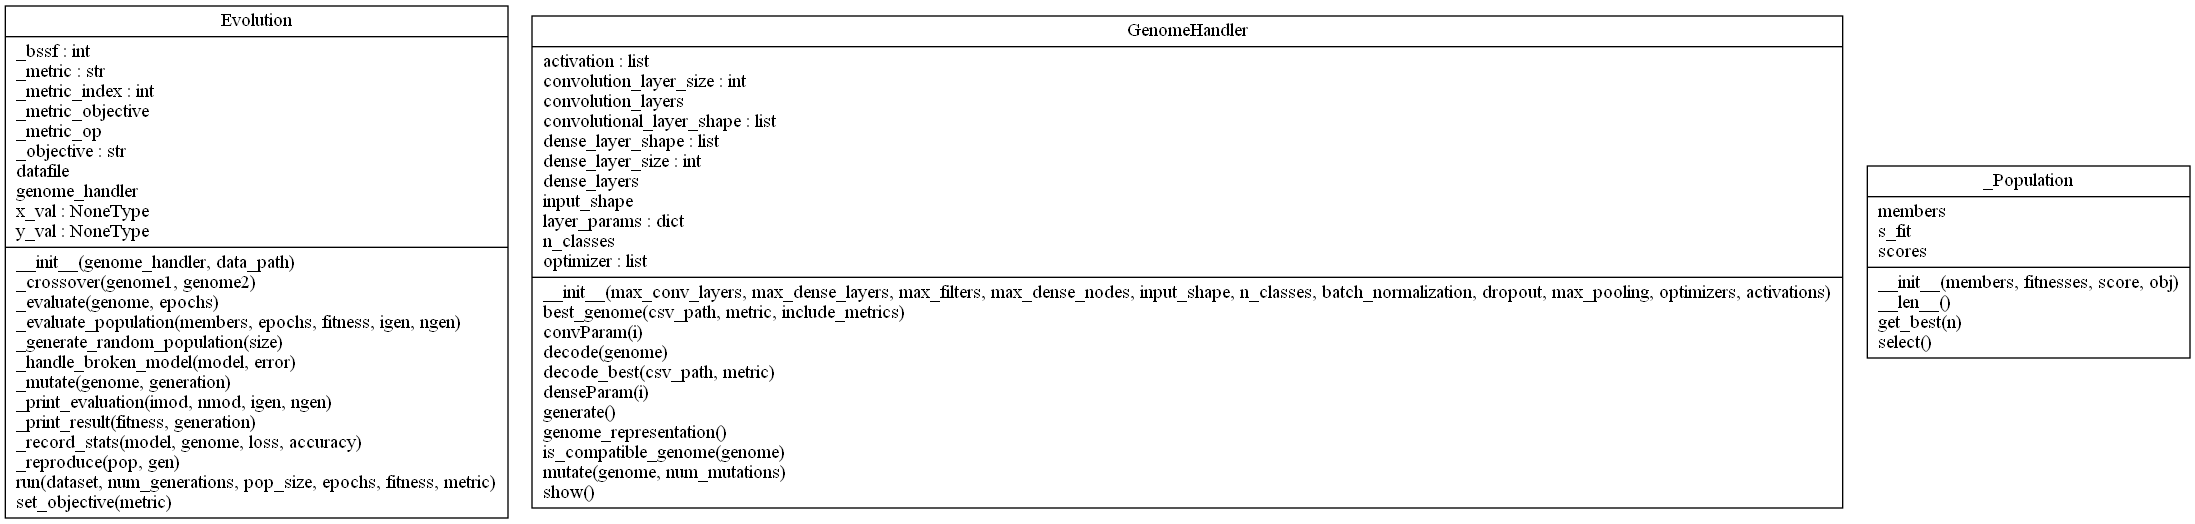 Evolution
_bssf : int
_metric : str
_metric_index : int
_metric_objective
_metric_op
_objective : str
datafile
genome_handler
x_val : NoneType
y_val : NoneType
__init__(genome_handler, data_path)
_crossover(genome1, genome2)
_evaluate(genome, epochs)
_evaluate_population(members, epochs, fitness, igen, ngen)
_generate_random_population(size)
_handle_broken_model(model, error)
_mutate(genome, generation)
_print_evaluation(imod, nmod, igen, ngen)
_print_result(fitness, generation)
_record_stats(model, genome, loss, accuracy)
_reproduce(pop, gen)
run(dataset, num_generations, pop_size, epochs, fitness, metric)
set_objective(metric)
GenomeHandler
activation : list
convolution_layer_size : int
convolution_layers
convolutional_layer_shape : list
dense_layer_shape : list
dense_layer_size : int
dense_layers
input_shape
layer_params : dict
n_classes
optimizer : list
__init__(max_conv_layers, max_dense_layers, max_filters, max_dense_nodes, input_shape, n_classes, batch_normalization, dropout, max_pooling, optimizers, activations)
best_genome(csv_path, metric, include_metrics)
convParam(i)
decode(genome)
decode_best(csv_path, metric)
denseParam(i)
generate()
genome_representation()
is_compatible_genome(genome)
mutate(genome, num_mutations)
show()
_Population
members
s_fit
scores
__init__(members, fitnesses, score, obj)
__len__()
get_best(n)
select()